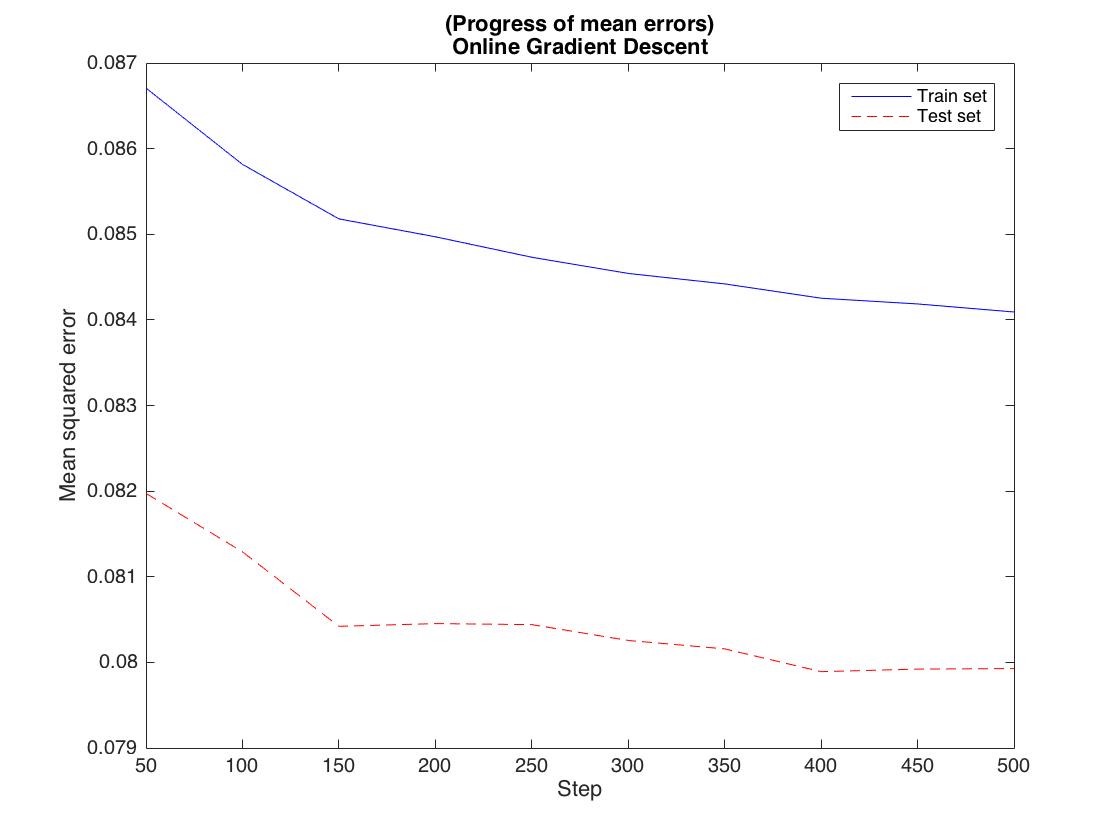 (Progress of mean errors)
Online Gradient Descent
0.087
0.086
0.085
0.084
0.083
0.082
0.081
0.08
0.079
Mean squared error
Train set
Test set
50 100 150 200 250 300 350 400 450 500
Step